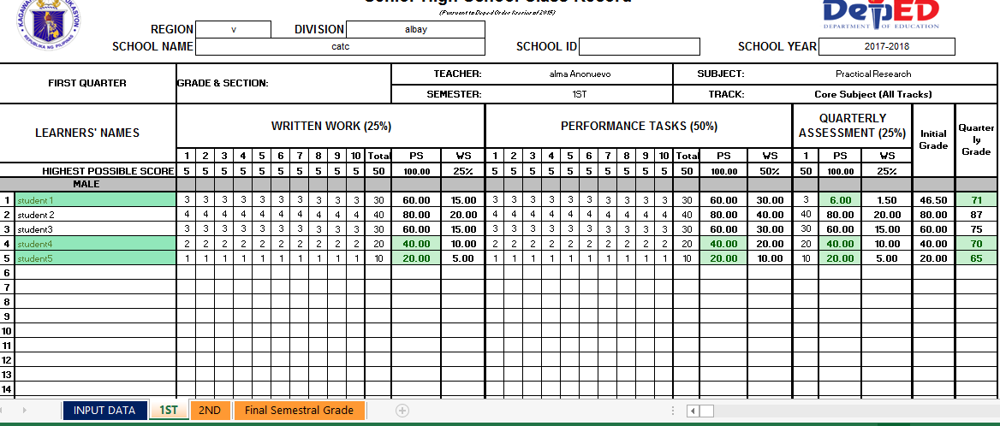 Senior High School Class Record
(Pursuant to Deped Order 8 series of 2015)
DepED
DEPARTMENT OF EDUCATION
REGION v DIVISION albay
SCHOOL NAME catc SCHOOL ID SCHOOL YEAR 2017-2018
FIRST QUARTER GRADE & SECTION: TEACHER: alma Anonuevo SUBJECT: Practical Research
SEMESTER: 1ST TRACK: Core Subject (All Tracks)
LEARNERS' NAMES WRITTEN WORK (25%) PERFORMANCE TASKS (50%) QUARTERLY ASSESSMENT (25%) Initial Grade Quarterly Grade
1 2 3 4 5 6 7 8 9 10 Total PS WS 1 2 3 4 5 6 7 8 9 10 Total PS WS 1 PS WS
HIGHEST POSSIBLE SCORE 5 5 5 5 5 5 5 5 5 5 50 100.00 25% 5 5 5 5 5 5 5 5 5 5 50 100.00 50% 50 100.00 25%
MALE
1 student1 3 3 3 3 3 3 3 3 3 3 30 60.00 15.00 3 3 3 3 3 3 3 3 3 3 30 60.00 30.00 3 6.00 1.50 46.50 71
2 student 2 4 4 4 4 4 4 4 4 4 4 40 80.00 20.00 4 4 4 4 4 4 4 4 4 4 40 80.00 40.00 40 80.00 20.00 80.00 87
3 student3 3 3 3 3 3 3 3 3 3 3 30 60.00 15.00 3 3 3 3 3 3 3 3 3 3 30 60.00 30.00 30 60.00 15.00 60.00 75
4 student4 2 2 2 2 2 2 2 2 2 2 20 40.00 10.00 2 2 2 2 2 2 2 2 2 2 20 40.00 20.00 20 40.00 10.00 40.00 70
5 student5 1 1 1 1 1 1 1 1 1 1 10 20.00 5.00 1 1 1 1 1 1 1 1 1 1 10 20.00 10.00 10 20.00 5.00 20.00 65
6
7
8
9
10
11
12
13
14
INPUT DATA 1ST 2ND Final Semestral Grade